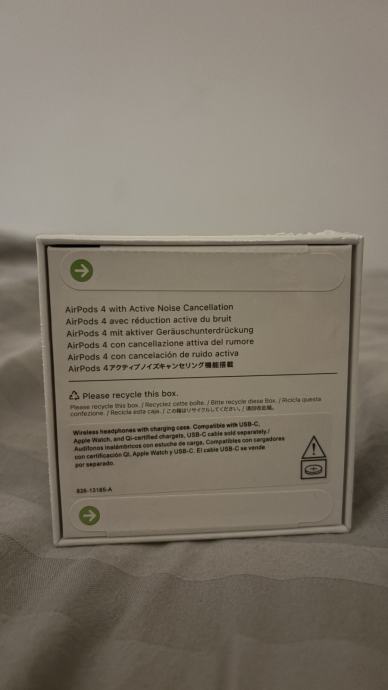 AirPods 4 with Active Noise Cancellation
AirPods 4 avec réduction active du bruit
AirPods 4 mit aktiver Geräuschunterdrückung
AirPods 4 con cancellazione attiva del rumore
AirPods 4 con cancelación de ruido activa
AirPods 4アクティブノイズキャンセリング機能搭載
Please recycle this box.
Please recycle this box. / Recyclez cette boîte. / Bitte recycle diese Box. / Ricicla questa
confezione. / Recicla esta caja. / この箱はリサイクルしてください。/ 請回收此箱。
Wireless headphones with charging case. Compatible with USB-C,
Apple Watch, and Qi-certified chargers, USB-C cable sold separately./
Audífonos inalámbricos con estuche de carga, Compatibles con cargadores
con certificación Qi, Apple Watch y USB-C. El cable USB-C se vende
por separado.
826-13185-A